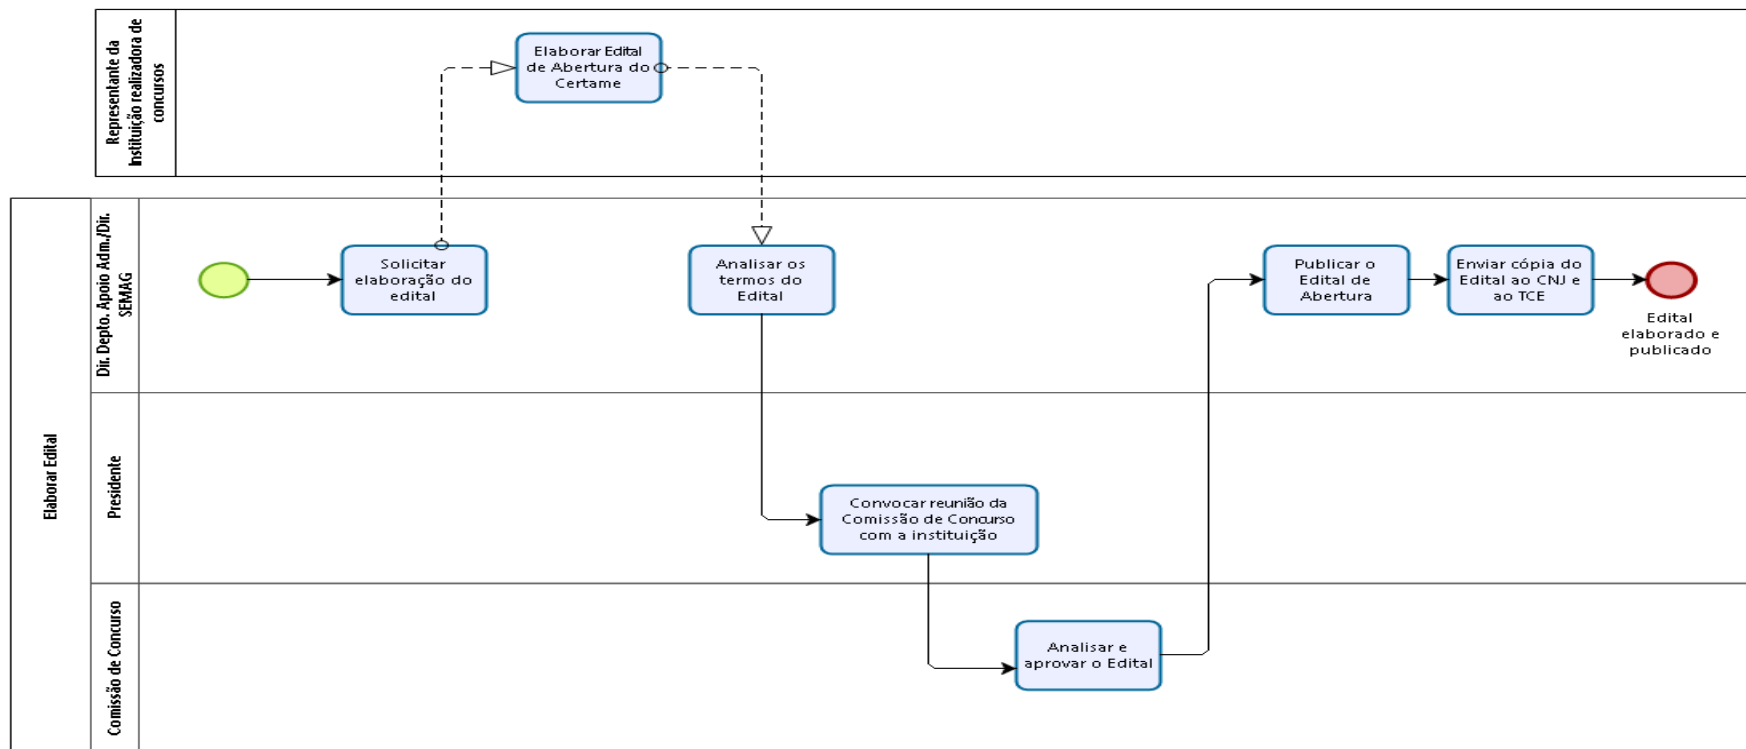 Representante da
Instituição realizadora de
concursos
Elaborar Edital
de Abertura do
Certame
Elaborar Edital
Dir. Depto. Apoio Adm./Dir.
SEMAG
Solicitar
elaboração do
edital
Analisar os
termos do
Edital
Publicar o
Edital de
Abertura
Enviar cópia do
Edital ao CNJ e
ao TCE
Edital
elaborado e
publicado
Presidente
Convocar reunião da
Comissão de Concurso
com a instituição
Comissão de Concurso
Analisar e
aprovar o Edital